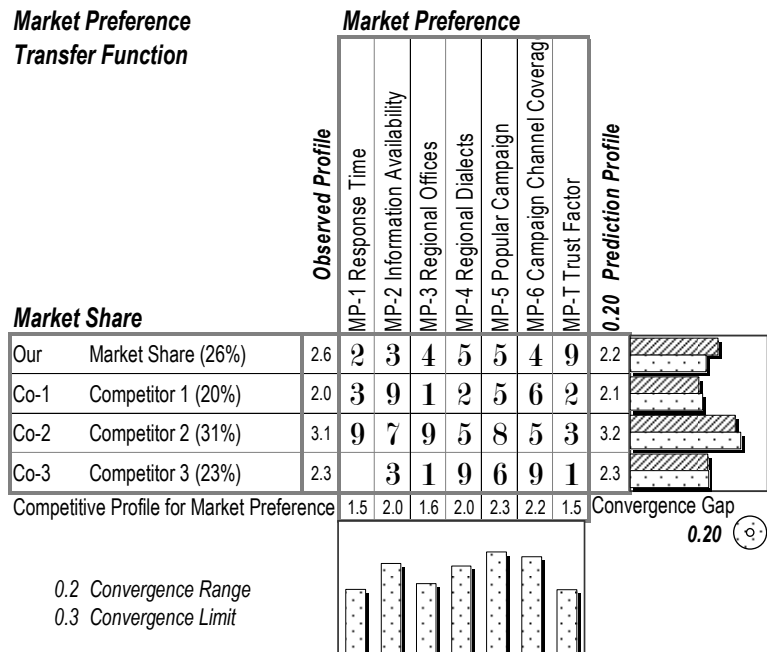 Market Preference
Transfer Function
Market Preference
Observed Profile
MP-1 Response Time
MP-2 Information Availability
MP-3 Regional Offices
MP-4 Regional Dialects
MP-5 Popular Campaign
MP-6 Campaign Channel Coverag
MP-T Trust Factor
0.20 Prediction Profile
Market Share
Our Market Share (26%) 2.6 2 3 4 5 5 4 9 2.2
Co-1 Competitor 1 (20%) 2.0 3 9 1 2 5 6 2 2.1
Co-2 Competitor 2 (31%) 3.1 9 7 9 5 8 5 3 3.2
Co-3 Competitor 3 (23%) 2.3 3 1 9 6 9 1 2.3
Competitive Profile for Market Preference 1.5 2.0 1.6 2.0 2.3 2.2 1.5 Convergence Gap
0.20
0.2 Convergence Range
0.3 Convergence Limit